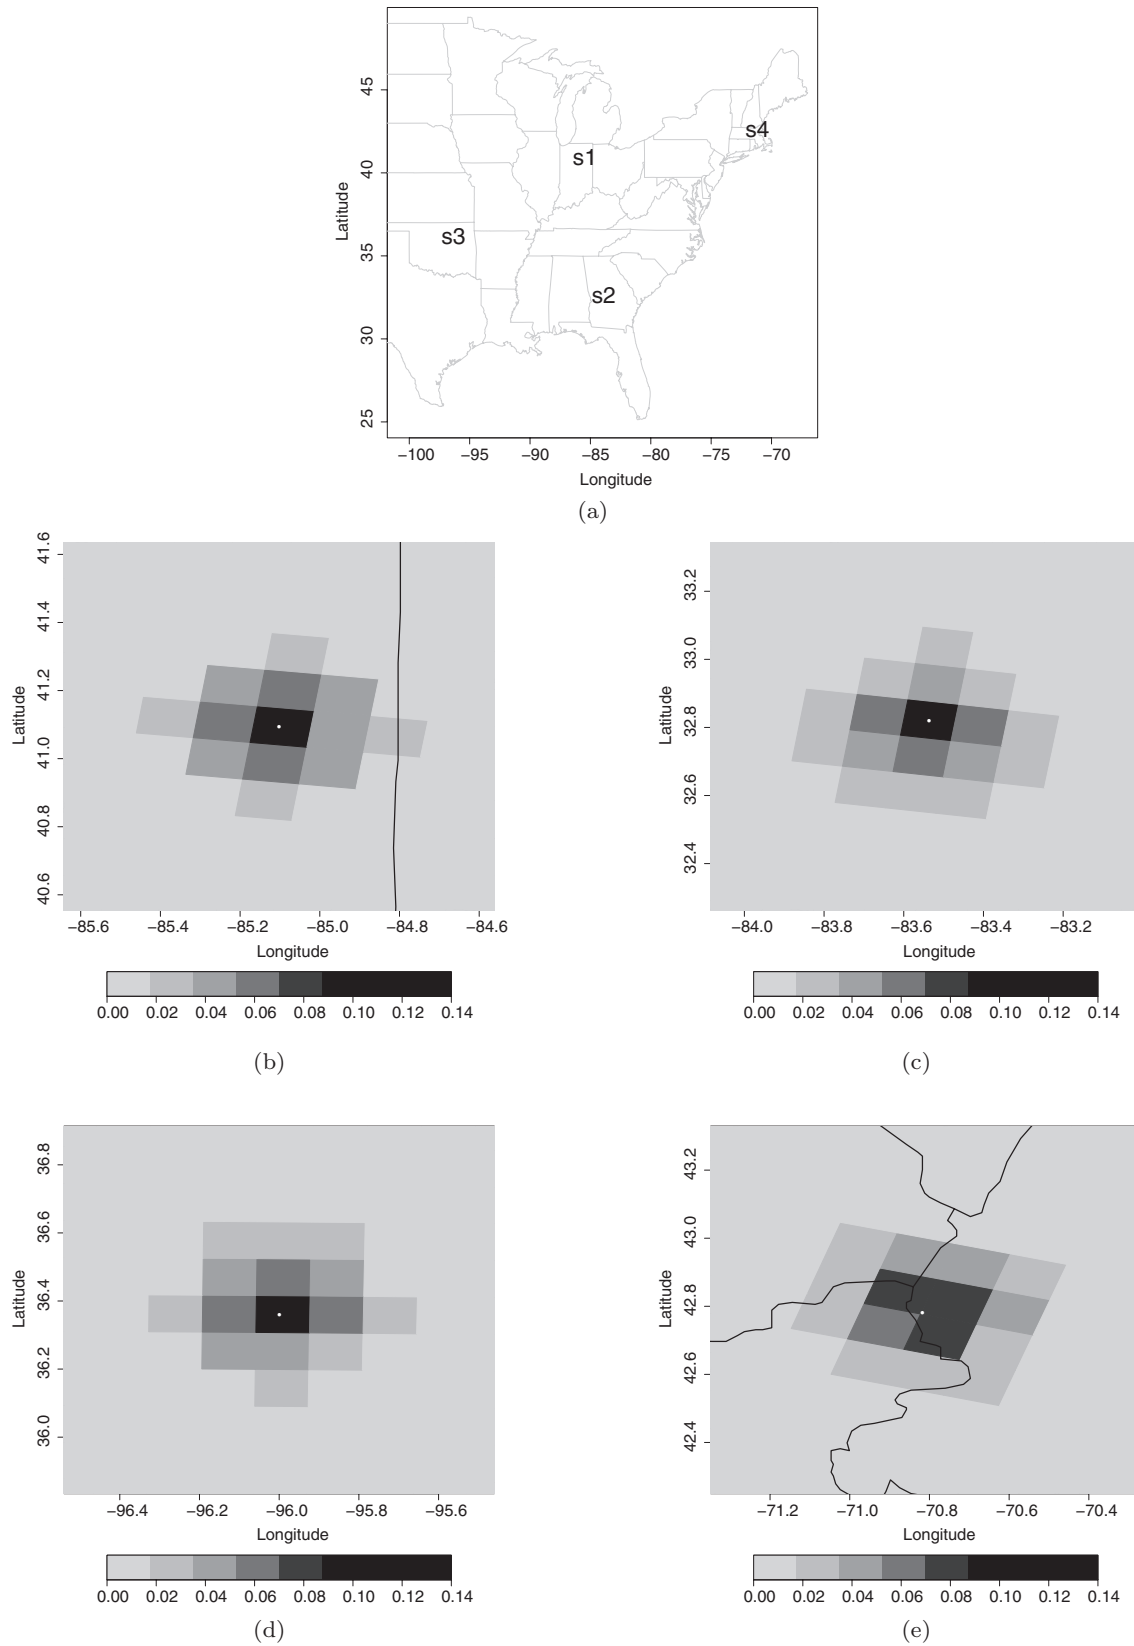 45
40
35
30
25
Latitude
s1
s2
s3
s4
−100 −95 −90 −85 −80 −75 −70
Longitude
(a)
41.6
41.4
41.2
41.0
40.8
40.6
Latitude
−85.6 −85.4 −85.2 −85.0 −84.8 −84.6
Longitude
0.00 0.02 0.04 0.06 0.08 0.10 0.12 0.14
(b)
33.2
33.0
32.8
32.6
32.4
Latitude
−84.0 −83.8 −83.6 −83.4 −83.2
Longitude
0.00 0.02 0.04 0.06 0.08 0.10 0.12 0.14
(c)
36.8
36.6
36.4
36.2
36.0
Latitude
−96.4 −96.2 −96.0 −95.8 −95.6
Longitude
0.00 0.02 0.04 0.06 0.08 0.10 0.12 0.14
(d)
43.2
43.0
42.8
42.6
42.4
Latitude
−71.2 −71.0 −70.8 −70.6 −70.4
Longitude
0.00 0.02 0.04 0.06 0.08 0.10 0.12 0.14
(e)